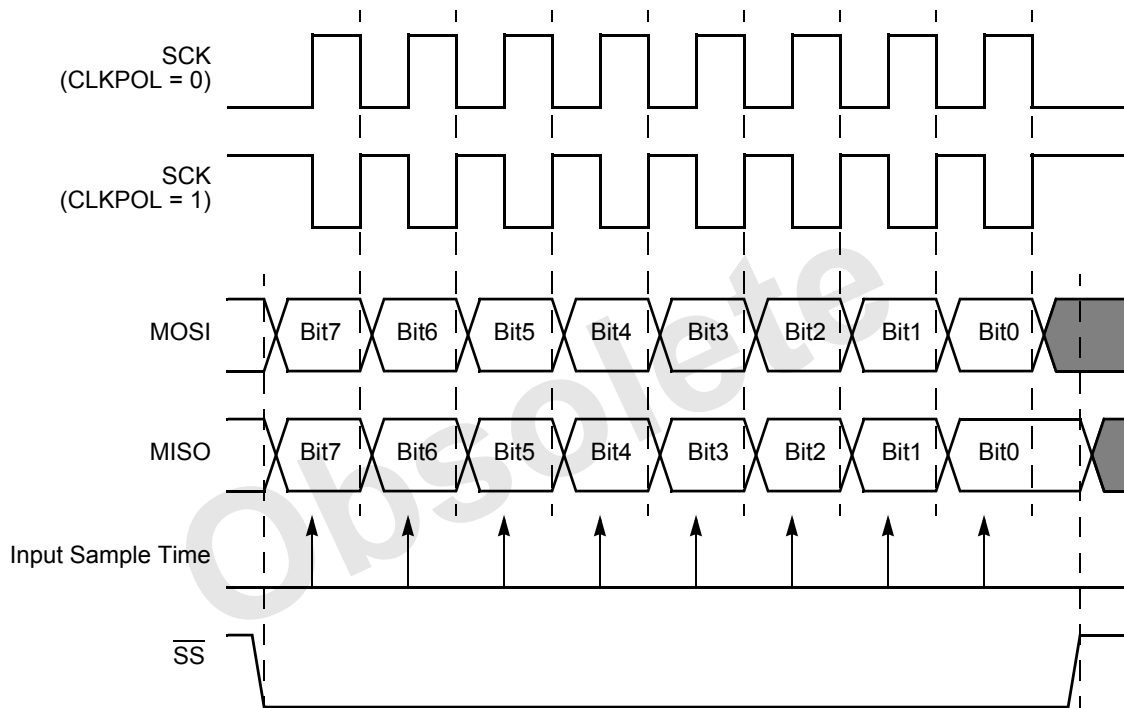 SCK
(CLKPOL = 0)
SCK
(CLKPOL = 1)
MOSI
Bit7 Bit6 Bit5 Bit4 Bit3 Bit2 Bit1 Bit0
MISO
Bit7 Bit6 Bit5 Bit4 Bit3 Bit2 Bit1 Bit0
Input Sample Time
SS
Obsolete